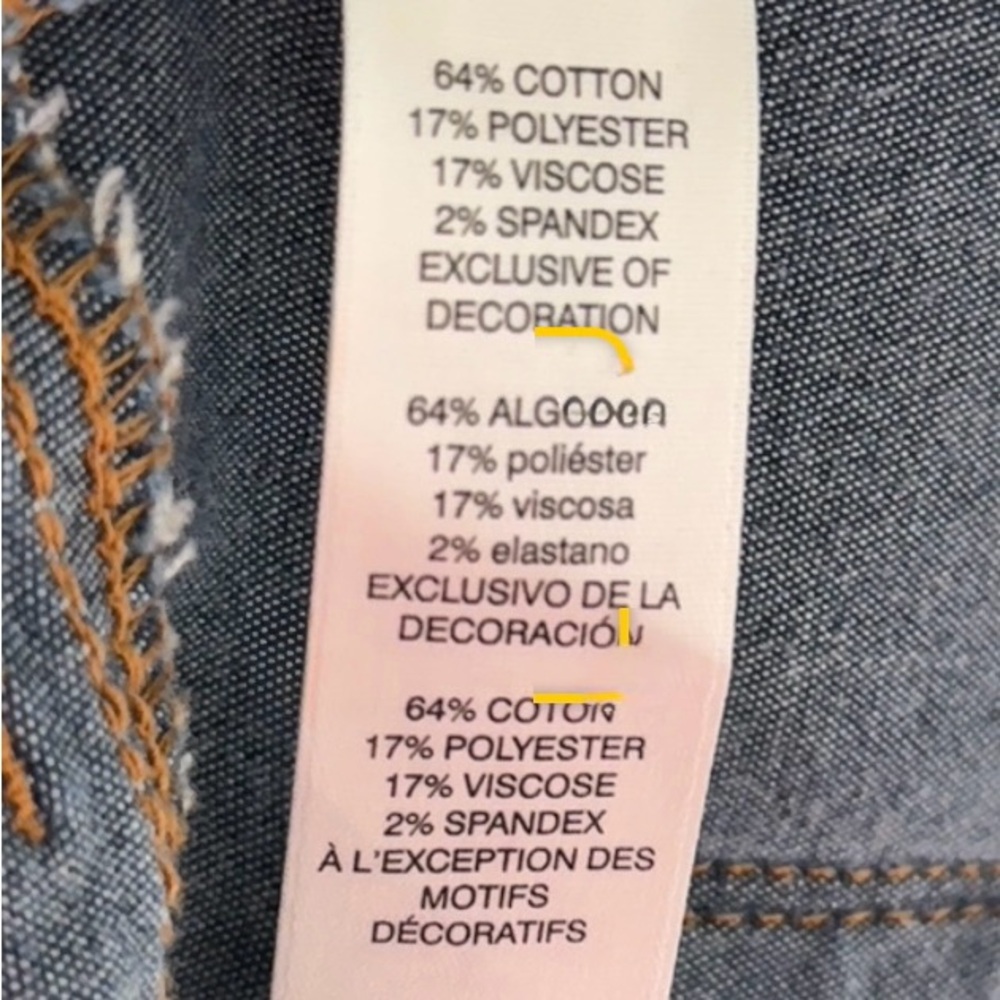 64% COTTON
17% POLYESTER
17% VISCOSE
2% SPANDEX
EXCLUSIVE OF
DECORATION
64%
17% poliéster
17% viscosa
2% elastano
EXCLUSIVO DE LA
DECORACIÓN
64% COTON
17% POLYESTER
17% VISCOSE
2% SPANDEX
À L'EXCEPTION DES
MOTIFS
DÉCORATIFS